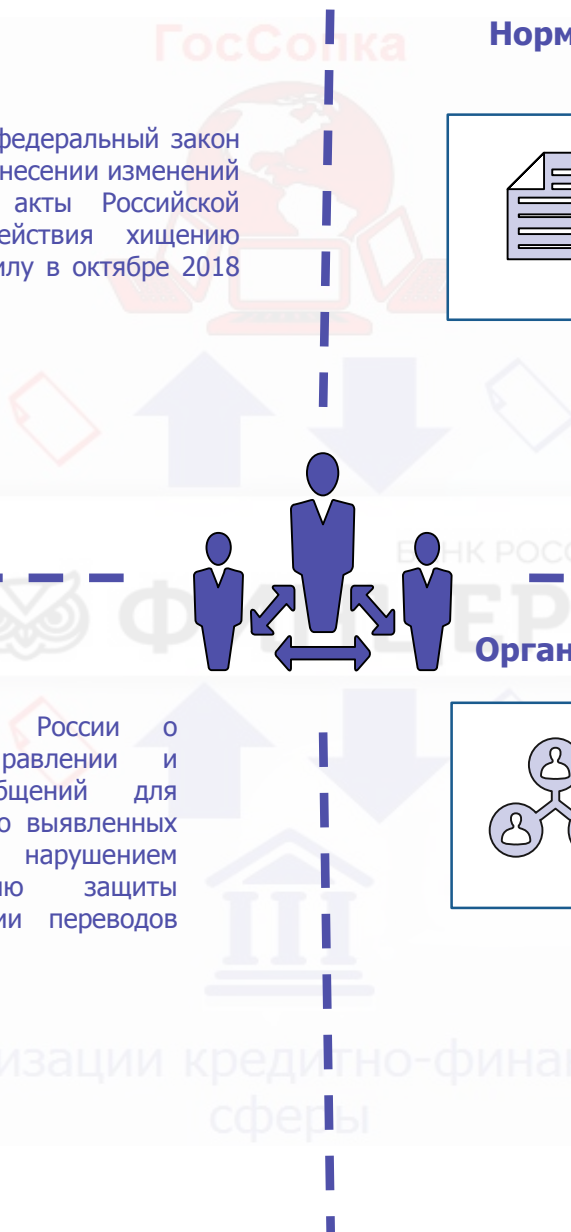 ГосСопка
Норм
федеральный закон
несении изменений
акты Российской
ействия хищению
илу в октябре 2018
НК РОСС
Орган
России о
равлении и
бщений для
о выявленных
нарушением
ию защиты
ии переводов
изации кредитно-финан
сферы